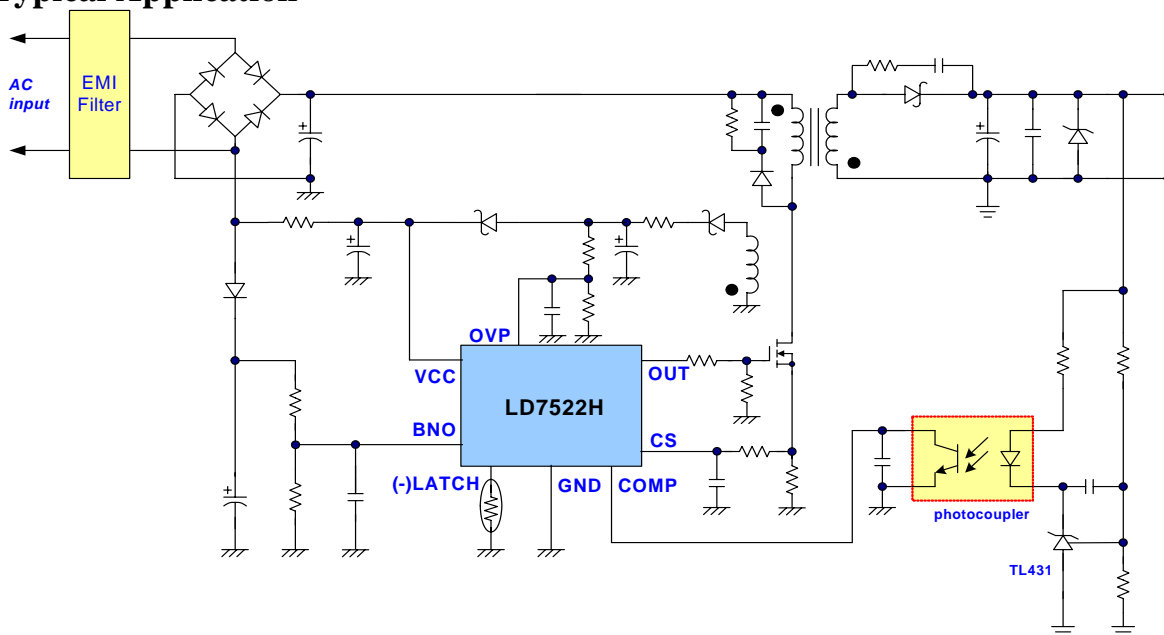 Typical Application
AC
input
EMI
Filter
+
+
+
+
OVP
VCC
OUT
LD7522H
BNO
CS
(-)LATCH
GND
COMP
+
photocoupler
TL431